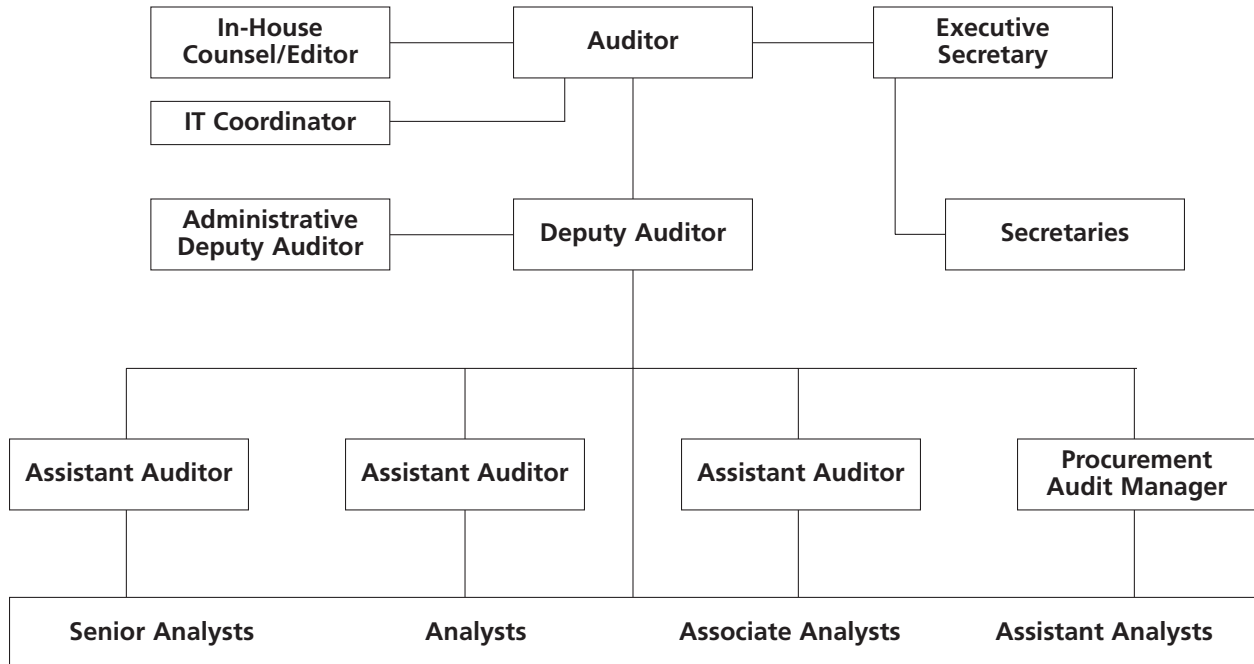 In-House
Counsel/Editor
Auditor
Executive
Secretary
IT Coordinator
Administrative
Deputy Auditor
Deputy Auditor
Secretaries
Assistant Auditor
Assistant Auditor
Assistant Auditor
Procurement
Audit Manager
Senior Analysts
Analysts
Associate Analysts
Assistant Analysts